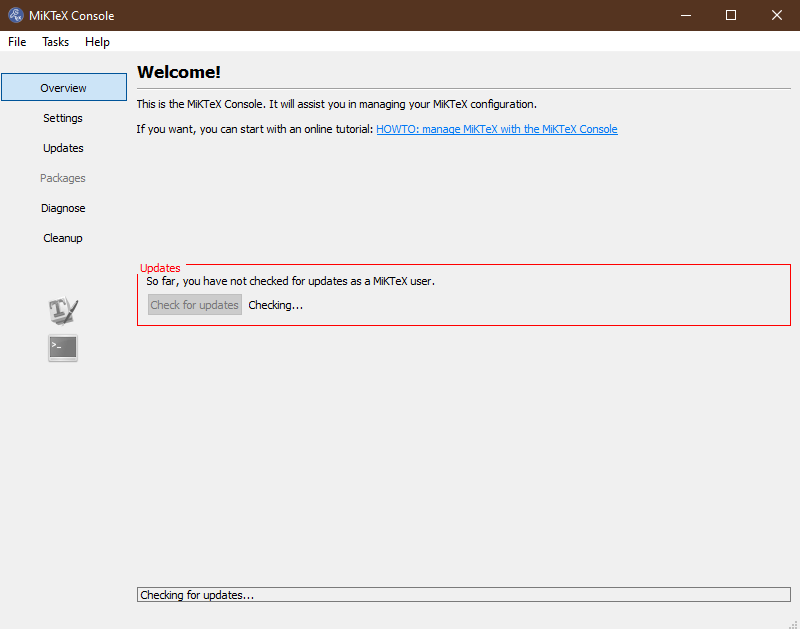 MiKTeX Console
File Tasks Help
Overview
Settings
Updates
Packages
Diagnose
Cleanup
Welcome!
This is the MiKTeX Console. It will assist you in managing your MiKTeX configuration.
If you want, you can start with an online tutorial: HOWTO: manage MiKTeX with the MiKTeX Console
Updates
So far, you have not checked for updates as a MiKTeX user.
Check for updates Checking...
Checking for updates...